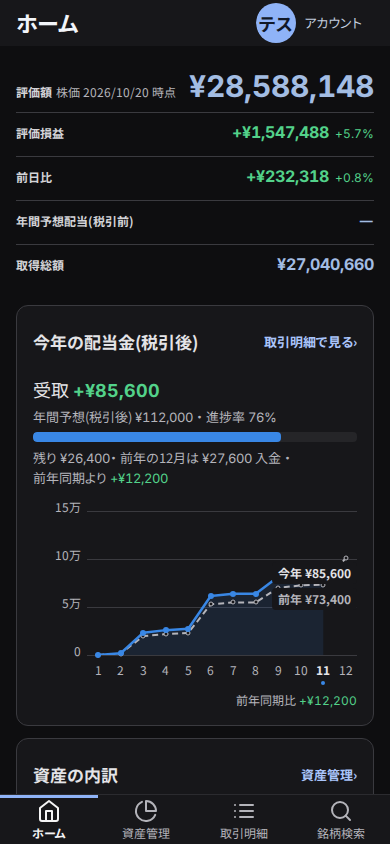 ホーム
テス アカウント
評価額 株価 2026/10/20 時点 ¥28,588,148
評価損益 +¥1,547,488 +5.7%
前日比 +¥232,318 +0.8%
年間予想配当(税引前) —
取得総額 ¥27,040,660
今年の配当金(税引後) 取引明細で見る›
受取 +¥85,600
年間予想(税引後) ¥112,000・進捗率 76%
残り ¥26,400・前年の12月は ¥27,600 入金・
前年同期より +¥12,200
15万
10万
今年 ¥85,600
前年 ¥73,400
5万
0
1 2 3 4 5 6 7 8 9 10 11 12
前年同期比 +¥12,200
資産の内訳 資産管理›
ホーム 資産管理 取引明細 銘柄検索